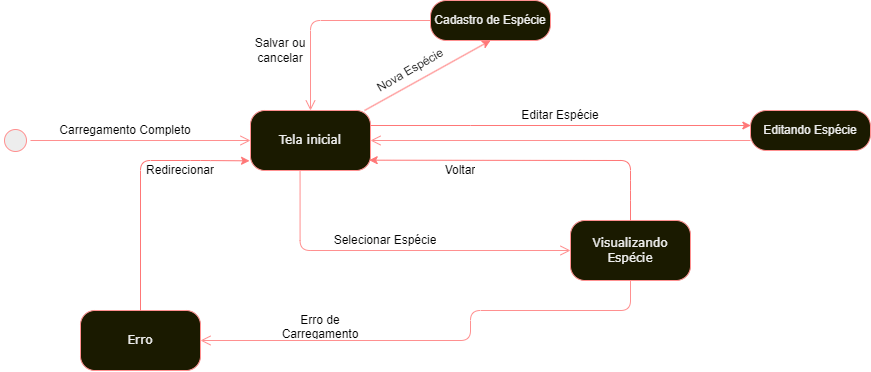 Cadastro de Espécie
Salvar ou
cancelar
Nova Espécie
Editar Espécie
Carregamento Completo
Tela inicial
Editando Espécie
Redirecionar
Voltar
Selecionar Espécie
Visualizando
Espécie
Erro de
Carregamento
Erro